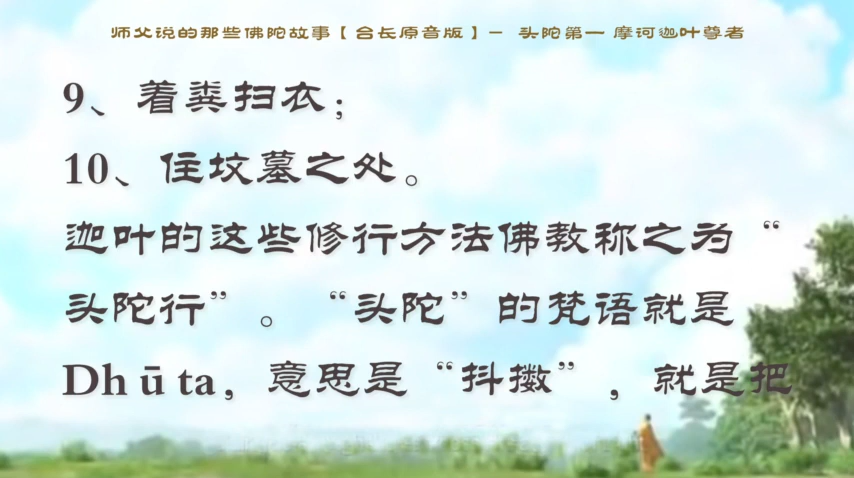 师父说的那些佛陀故事【台长原音版】- 头陀第一 摩诃迦叶尊者
9、着粪扫衣；
10、住坟墓之处。
迦叶的这些修行方法佛教称之为“
头陀行”。“头陀”的梵语就是
Dhūta，意思是“抖擞”，就是把